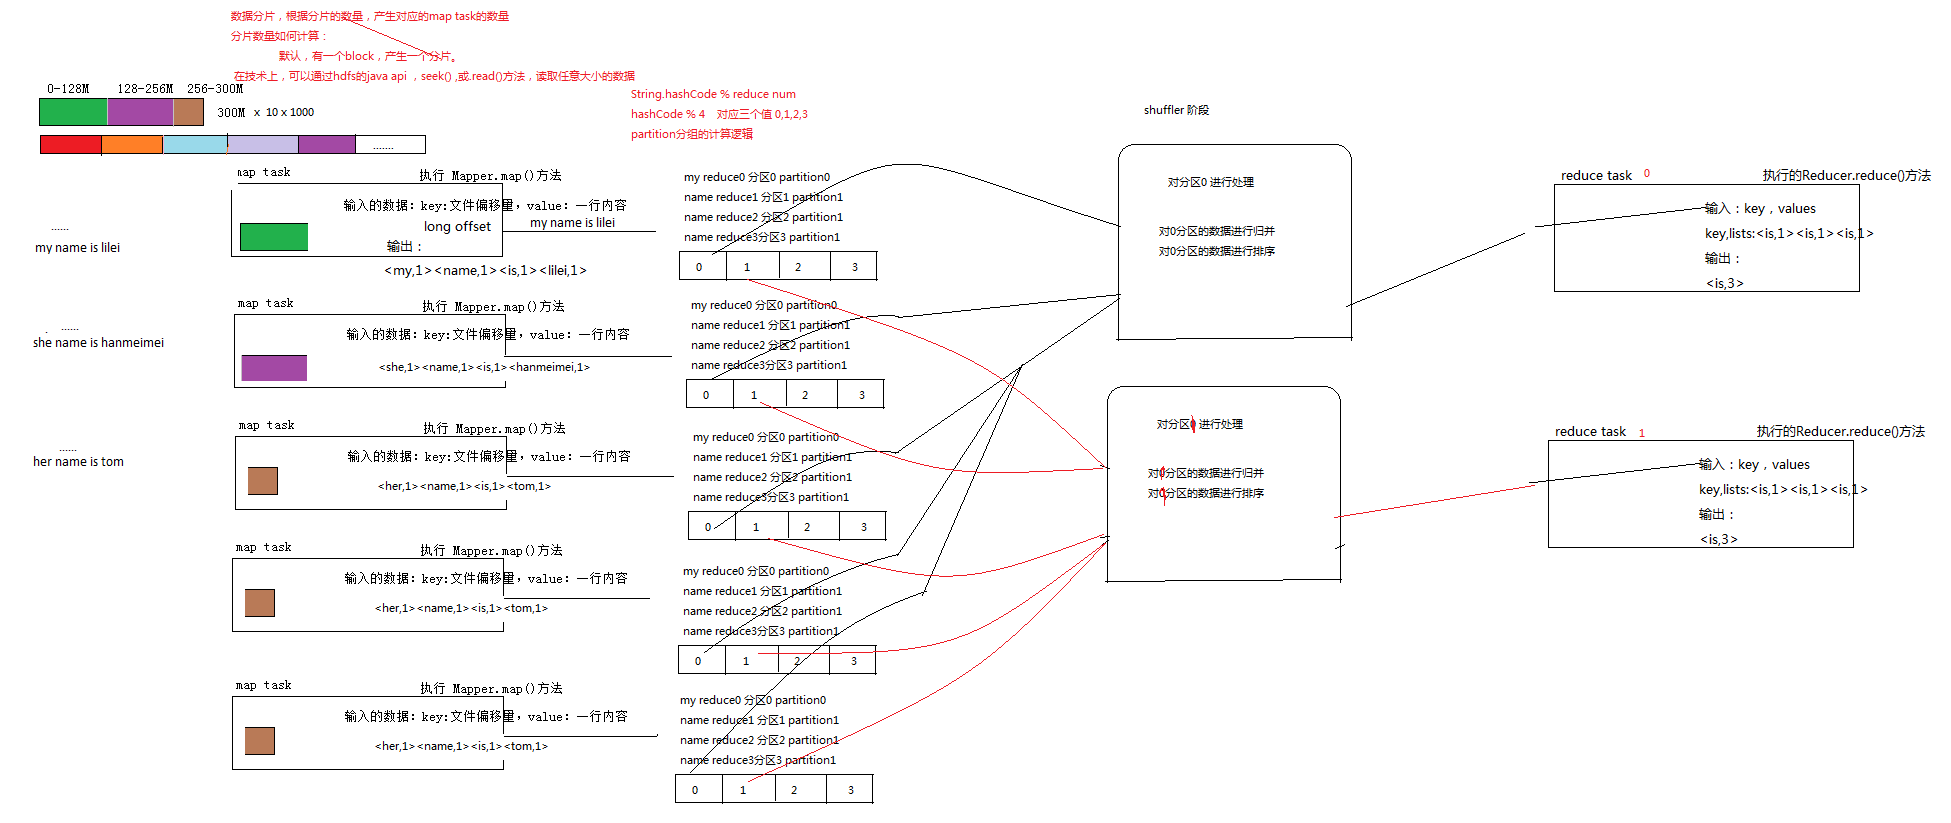 数据分片，根据分片的数量，产生对应的map task的数量
分片数量如何计算：
默认，有一个block，产生一个分片。
在技术上，可以通过hdfs的java api ，seek() ,或.read()方法，读取任意大小的数据
0-128M 128-256M 256-300M
300M x 10 x 1000
.......
String.hashCode % reduce num
hashCode % 4 对应三个值 0,1,2,3
partition分组的计算逻辑
shuffler 阶段
map task 执行 Mapper.map()方法
输入的数据：key:文件偏移量，value：一行内容
long offset
输出：
<my,1><name,1><is,1><lilei,1>
......
my name is lilei
my name is lilei
my reduce0 分区0 partition0
name reduce1 分区1 partition1
name reduce2 分区2 partition1
name reduce3分区3 partition1
0 1 2 3
map task 执行 Mapper.map()方法
输入的数据：key:文件偏移量，value：一行内容
<she,1><name,1><is,1><hanmeimei,1>
. ......
she name is hanmeimei
my reduce0 分区0 partition0
name reduce1 分区1 partition1
name reduce2 分区2 partition1
name reduce3分区3 partition1
0 1 2 3
map task 执行 Mapper.map()方法
输入的数据：key:文件偏移量，value：一行内容
<her,1><name,1><is,1><tom,1>
......
her name is tom
my reduce0 分区0 partition0
name reduce1 分区1 partition1
name reduce2 分区2 partition1
name reduce3分区3 partition1
0 1 2 3
map task 执行 Mapper.map()方法
输入的数据：key:文件偏移量，value：一行内容
<her,1><name,1><is,1><tom,1>
my reduce0 分区0 partition0
name reduce1 分区1 partition1
name reduce2 分区2 partition1
name reduce3分区3 partition1
0 1 2 3
map task 执行 Mapper.map()方法
输入的数据：key:文件偏移量，value：一行内容
<her,1><name,1><is,1><tom,1>
my reduce0 分区0 partition0
name reduce1 分区1 partition1
name reduce2 分区2 partition1
name reduce3分区3 partition1
0 1 2 3
对分区0 进行处理
对0分区的数据进行归并
对0分区的数据进行排序
对分区 进行处理
对 分区的数据进行归并
对 分区的数据进行排序
reduce task 0 执行的Reducer.reduce()方法
输入：key，values
key,lists:<is,1><is,1><is,1>
输出：
<is,3>
reduce task 1 执行的Reducer.reduce()方法
输入：key，values
key,lists:<is,1><is,1><is,1>
输出：
<is,3>